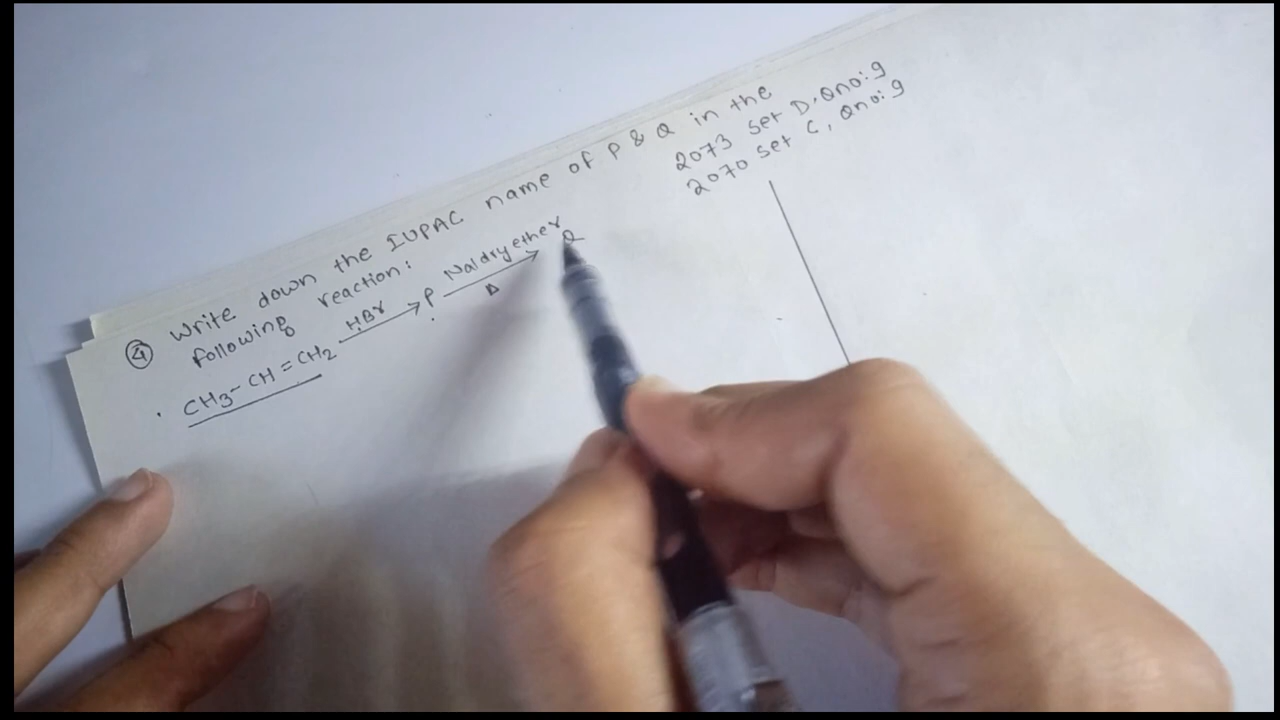 ④ Write down the IUPAC name of P & Q in the
following reaction:
2073 set D, Qno:9
2070 set C, Qno:9
CH3-CH=CH2 HBr P Na/dry ether Q
Δ